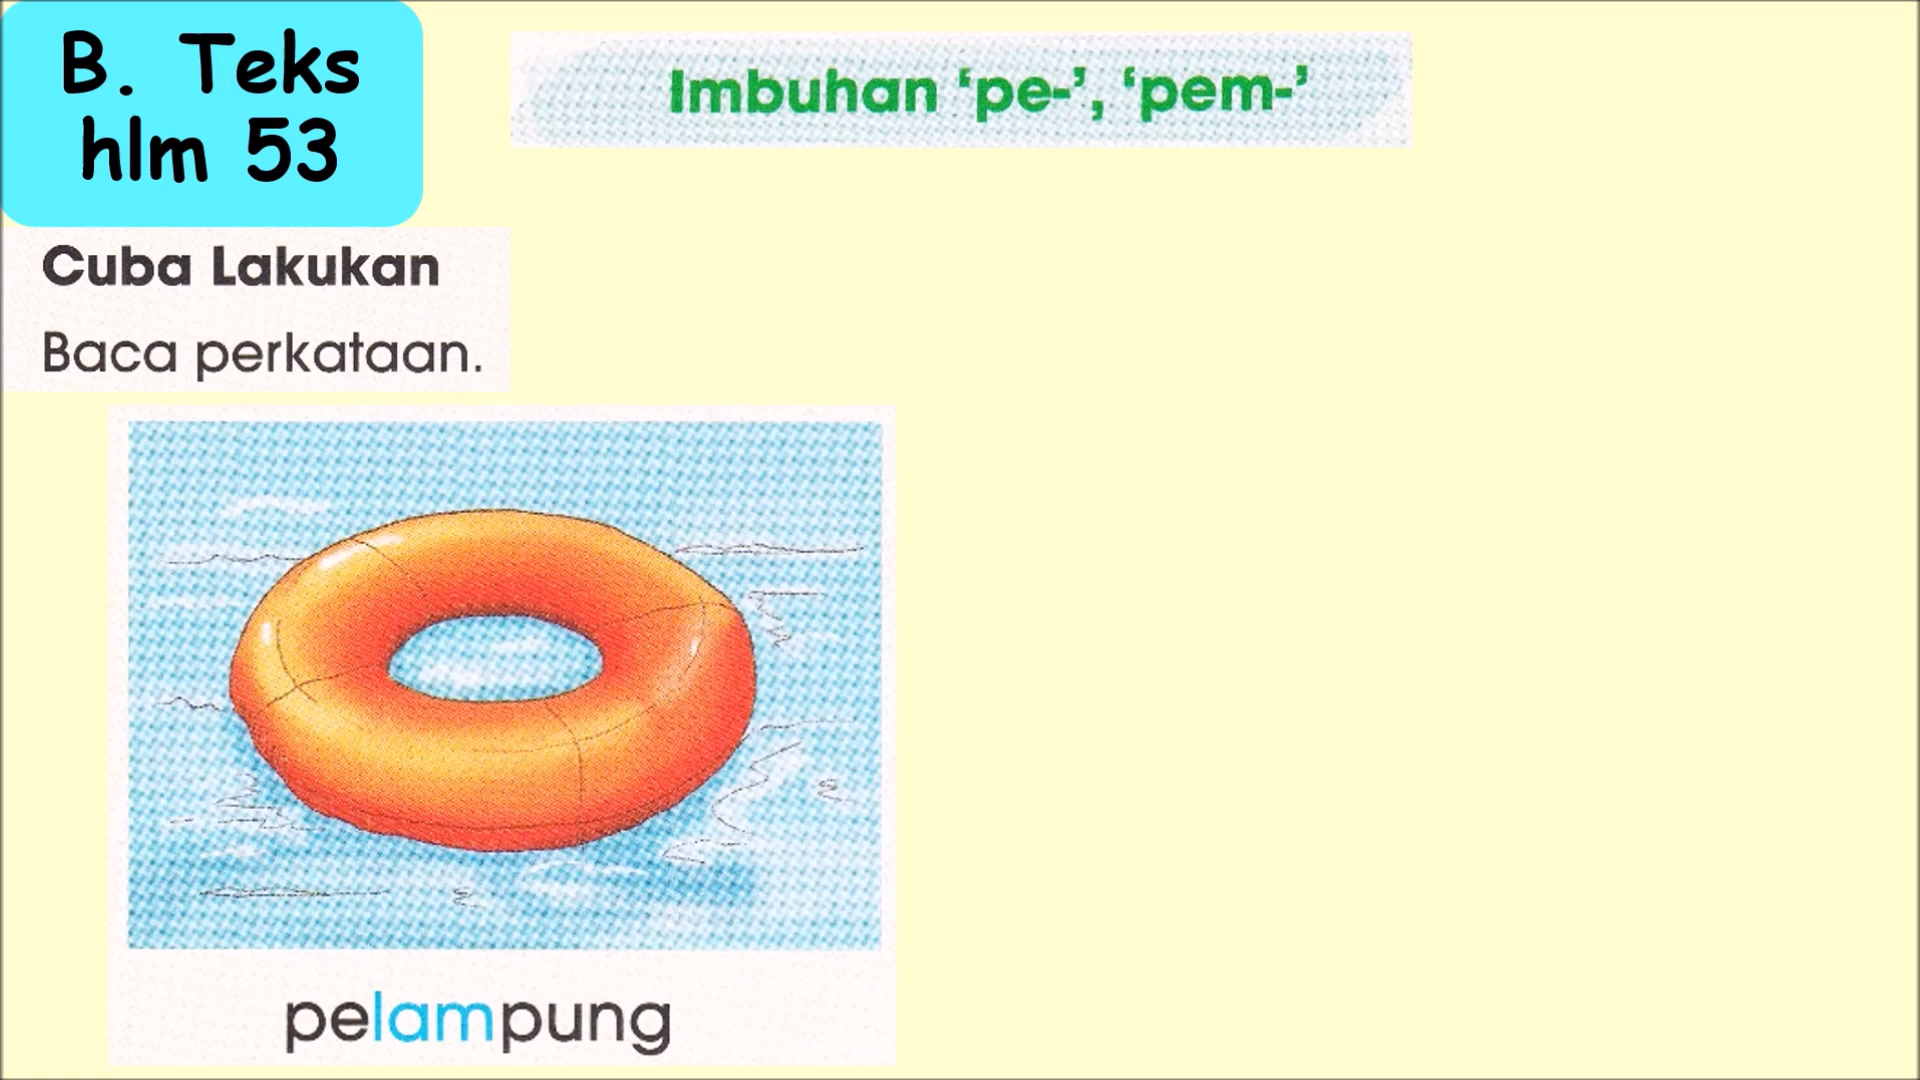 B. Teks
hlm 53
Imbuhan ‘pe-’, ‘pem-’
Cuba Lakukan
Baca perkataan.
pelampung